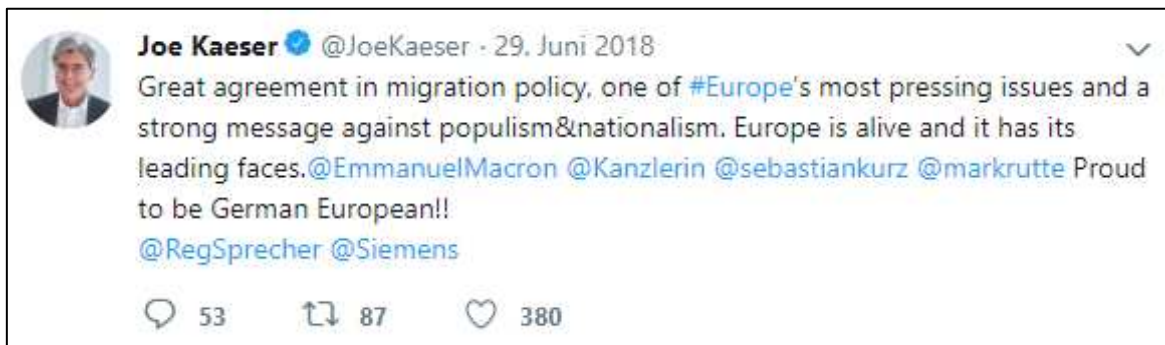 Joe Kaeser @JoeKaeser · 29. Juni 2018
Great agreement in migration policy, one of #Europe's most pressing issues and a
strong message against populism&nationalism. Europe is alive and it has its
leading faces.@EmmanuelMacron @Kanzlerin @sebastiankurz @markrutte Proud
to be German European!!
@RegSprecher @Siemens
53 87 380